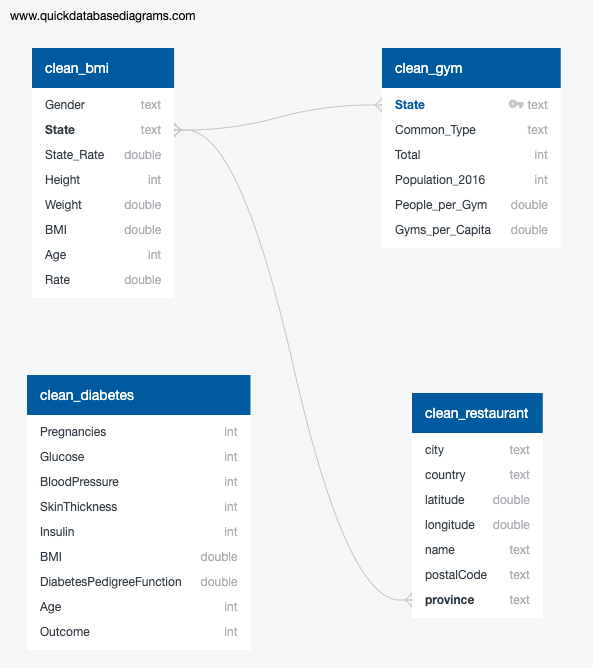 www.quickdatabasediagrams.com
clean_bmi
Gender text
State text
State_Rate double
Height int
Weight double
BMI double
Age int
Rate double
clean_gym
State text
Common_Type text
Total int
Population_2016 int
People_per_Gym double
Gyms_per_Capita double
clean_diabetes
Pregnancies int
Glucose int
BloodPressure int
SkinThickness int
Insulin int
BMI double
DiabetesPedigreeFunction double
Age int
Outcome int
clean_restaurant
city text
country text
latitude double
longitude double
name text
postalCode text
province text